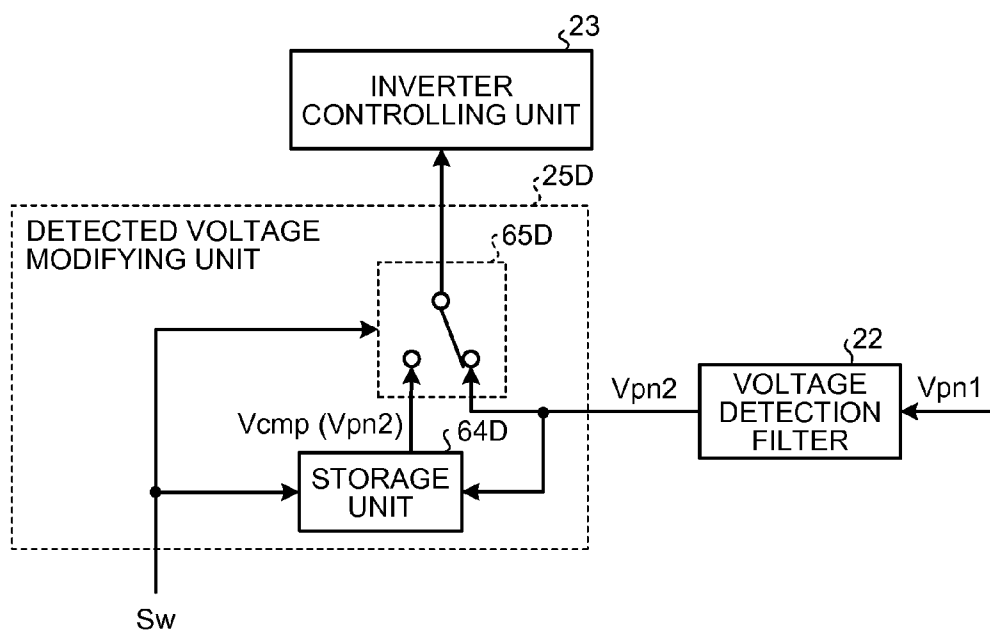 23
INVERTER
CONTROLLING UNIT
25D
DETECTED VOLTAGE
MODIFYING UNIT
65D
22
Vpn2
VOLTAGE
DETECTION
FILTER
Vpn1
Vcmp (Vpn2)
64D
STORAGE
UNIT
Sw